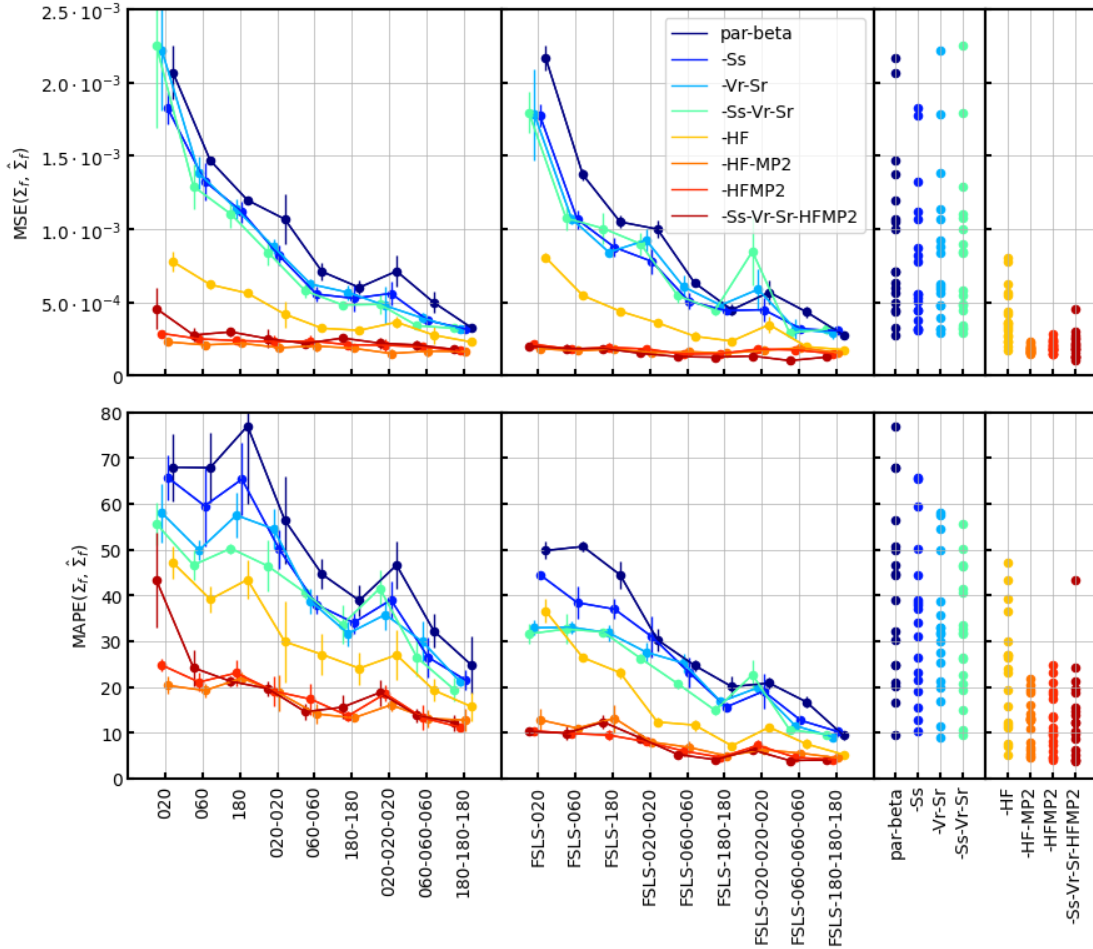 2.5·10⁻³
2.0·10⁻³
1.5·10⁻³
1.0·10⁻³
5.0·10⁻⁴
0
MSE(Σ_f, Σ̂_f)
par-beta
-Ss
-Vr-Sr
-Ss-Vr-Sr
-HF
-HF-MP2
-HFMP2
-Ss-Vr-Sr-HFMP2
80
70
60
50
40
30
20
10
0
MAPE(Σ_f, Σ̂_f)
020
060
180
020-020
060-060
180-180
020-020-020
060-060-060
180-180-180
FSLS-020
FSLS-060
FSLS-180
FSLS-020-020
FSLS-060-060
FSLS-180-180
FSLS-020-020-020
FSLS-060-060-060
FSLS-180-180-180
par-beta
-Ss
-Vr-Sr
-Ss-Vr-Sr
-HF
-HF-MP2
-HFMP2
-Ss-Vr-Sr-HFMP2